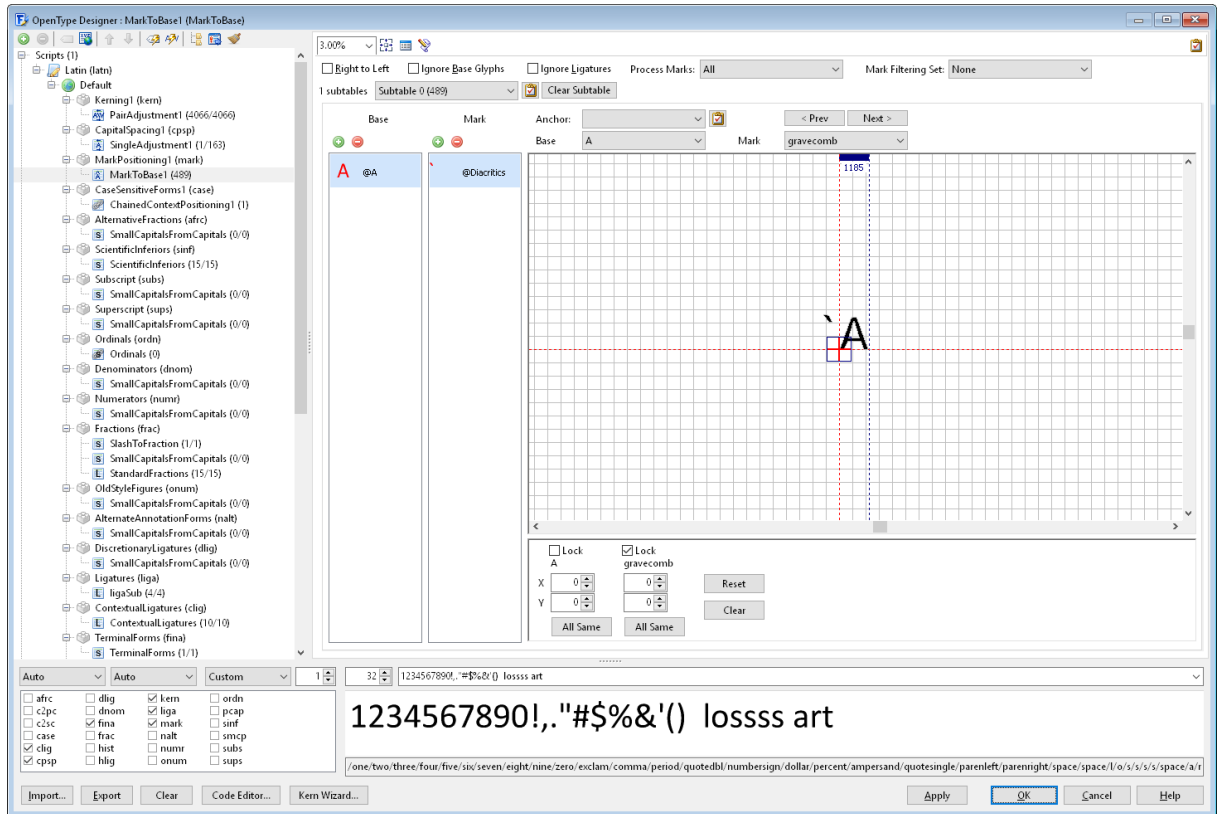 OpenType Designer : MarkToBase1 (MarkToBase)
3.00%
Scripts (1)
Latin (latn)
Default
Kerning1 (kern)
PairAdjustment1 (4066/4066)
CapitalSpacing1 (cpsp)
SingleAdjustment1 (1/163)
MarkPositioning1 (mark)
MarkToBase1 (489)
CaseSensitiveForms1 (case)
ChainedContextPositioning1 (1)
AlternativeFractions (afrc)
SmallCapitalsFromCapitals (0/0)
ScientificInferiors (sinf)
ScientificInferiors (15/15)
Subscript (subs)
SmallCapitalsFromCapitals (0/0)
Superscript (sups)
SmallCapitalsFromCapitals (0/0)
Ordinals (ordn)
Ordinals (0)
Denominators (dnom)
SmallCapitalsFromCapitals (0/0)
Numerators (numr)
SmallCapitalsFromCapitals (0/0)
Fractions (frac)
SlashToFraction (1/1)
SmallCapitalsFromCapitals (0/0)
StandardFractions (15/15)
OldStyleFigures (onum)
SmallCapitalsFromCapitals (0/0)
AlternateAnnotationForms (nalt)
SmallCapitalsFromCapitals (0/0)
DiscretionaryLigatures (dlig)
SmallCapitalsFromCapitals (0/0)
Ligatures (liga)
ligaSub (4/4)
ContextualLigatures (clig)
ContextualLigatures (10/10)
TerminalForms (fina)
TerminalForms (1/1)
Right to Left Ignore Base Glyphs Ignore Ligatures Process Marks: All Mark Filtering Set: None
1 subtables Subtable 0 (489) Clear Subtable
Base Mark Anchor: < Prev Next >
Base A Mark gravecomb
A @A ` @Diacritics
1185
` A
Lock Lock
A gravecomb
X 0 0 Reset
Y 0 0 Clear
All Same All Same
Auto Auto Custom 1 32 1234567890!,."#$%&'() lossss art
afrc dlig kern ordn
c2pc dnom liga pcap
c2sc fina mark sinf
case frac nalt smcp
clig hist numr subs
cpsp hlig onum sups
1234567890!,."#$%&'() lossss art
/one/two/three/four/five/six/seven/eight/nine/zero/exclam/comma/period/quotedbl/numbersign/dollar/percent/ampersand/quotesingle/parenleft/parenright/space/space/l/o/s/s/s/s/space/a/r
Import... Export Clear Code Editor... Kern Wizard... Apply OK Cancel Help